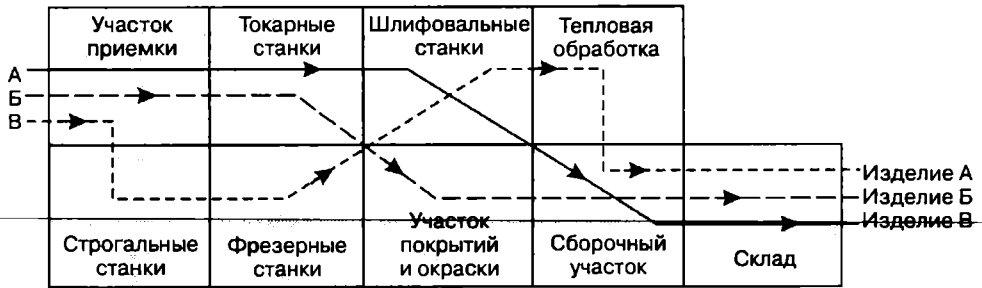 Участок
приемки
Токарные
станки
Шлифовальные
станки
Тепловая
обработка
А
Б
В
Изделие А
Изделие Б
Изделие В
Строгальные
станки
Фрезерные
станки
Участок
покрытий
и окраски
Сборочный
участок
Склад